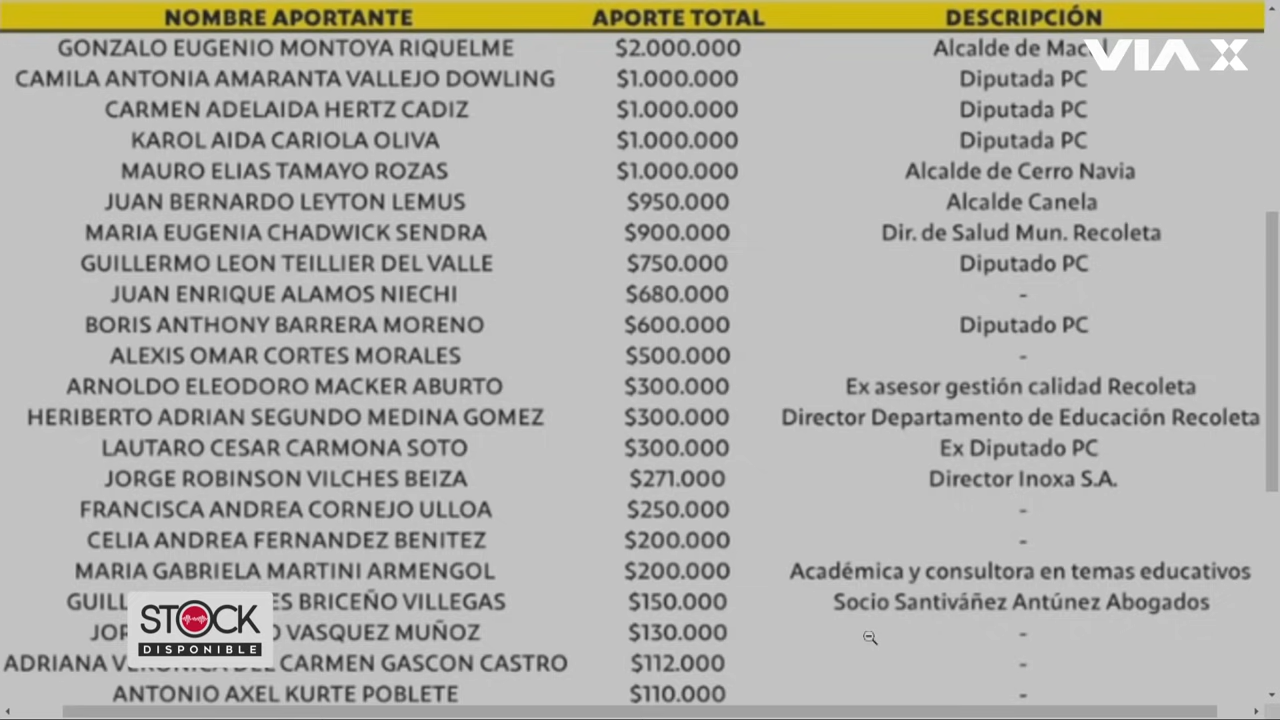 NOMBRE APORTANTE APORTE TOTAL DESCRIPCIÓN
GONZALO EUGENIO MONTOYA RIQUELME $2.000.000 Alcalde de
VIA X
CAMILA ANTONIA AMARANTA VALLEJO DOWLING $1.000.000 Diputada PC
CARMEN ADELAIDA HERTZ CADIZ $1.000.000 Diputada PC
KAROL AIDA CARIOLA OLIVA $1.000.000 Diputada PC
MAURO ELIAS TAMAYO ROZAS $1.000.000 Alcalde de Cerro Navia
JUAN BERNARDO LEYTON LEMUS $950.000 Alcalde Canela
MARIA EUGENIA CHADWICK SENDRA $900.000 Dir. de Salud Mun. Recoleta
GUILLERMO LEON TEILLIER DEL VALLE $750.000 Diputado PC
JUAN ENRIQUE ALAMOS NIECHI $680.000 -
BORIS ANTHONY BARRERA MORENO $600.000 Diputado PC
ALEXIS OMAR CORTES MORALES $500.000 -
ARNOLDO ELEODORO MACKER ABURTO $300.000 Ex asesor gestión calidad Recoleta
HERIBERTO ADRIAN SEGUNDO MEDINA GOMEZ $300.000 Director Departamento de Educación Recoleta
LAUTARO CESAR CARMONA SOTO $300.000 Ex Diputado PC
JORGE ROBINSON VILCHES BEIZA $271.000 Director Inoxa S.A.
FRANCISCA ANDREA CORNEJO ULLOA $250.000 -
CELIA ANDREA FERNANDEZ BENITEZ $200.000 -
MARIA GABRIELA MARTINI ARMENGOL $200.000 Académica y consultora en temas educativos
BRICEÑO VILLEGAS $150.000 Socio Santiváñez Antúnez Abogados
STOCK
DISPONIBLE
VASQUEZ MUÑOZ $130.000 -
ADRIANA CARMEN GASCON CASTRO $112.000 -
ANTONIO AXEL KURTE POBLETE $110.000 -